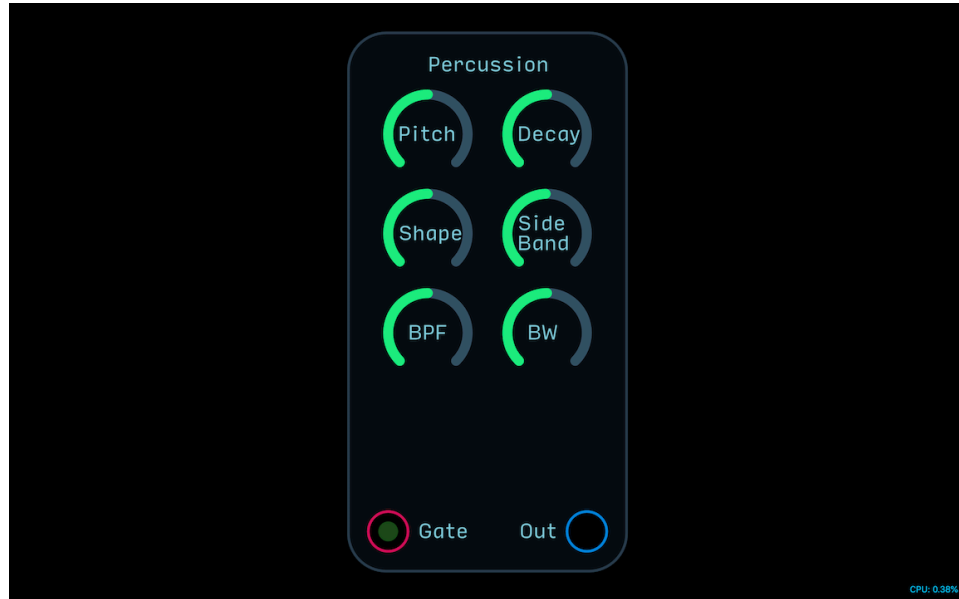 Percussion
Pitch
Decay
Shape
Side
Band
BPF
BW
Gate
Out
CPU: 0.38%